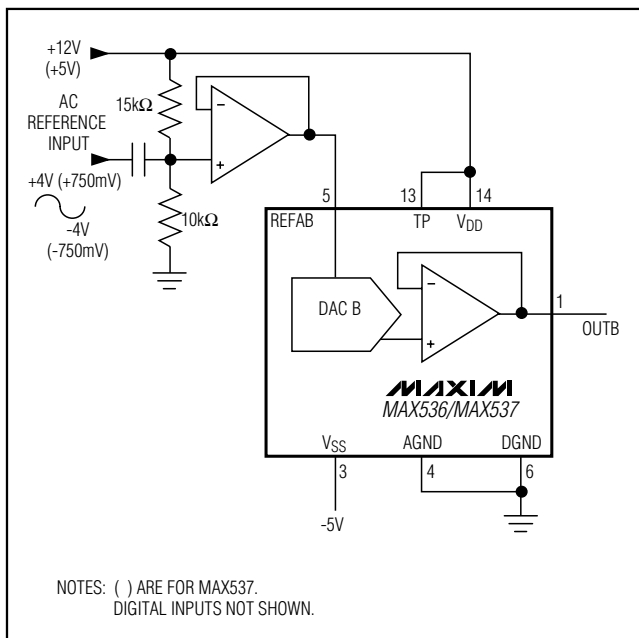 +12V
(+5V)
AC
REFERENCE
INPUT
15kΩ
–
+
+4V (+750mV)
-4V
(-750mV)
10kΩ
5
13
14
REFAB
TP
VDD
DAC B
–
+
1
OUTB
MAXIM
MAX536/MAX537
VSS
AGND
DGND
3
4
6
-5V
NOTES: ( ) ARE FOR MAX537.
DIGITAL INPUTS NOT SHOWN.